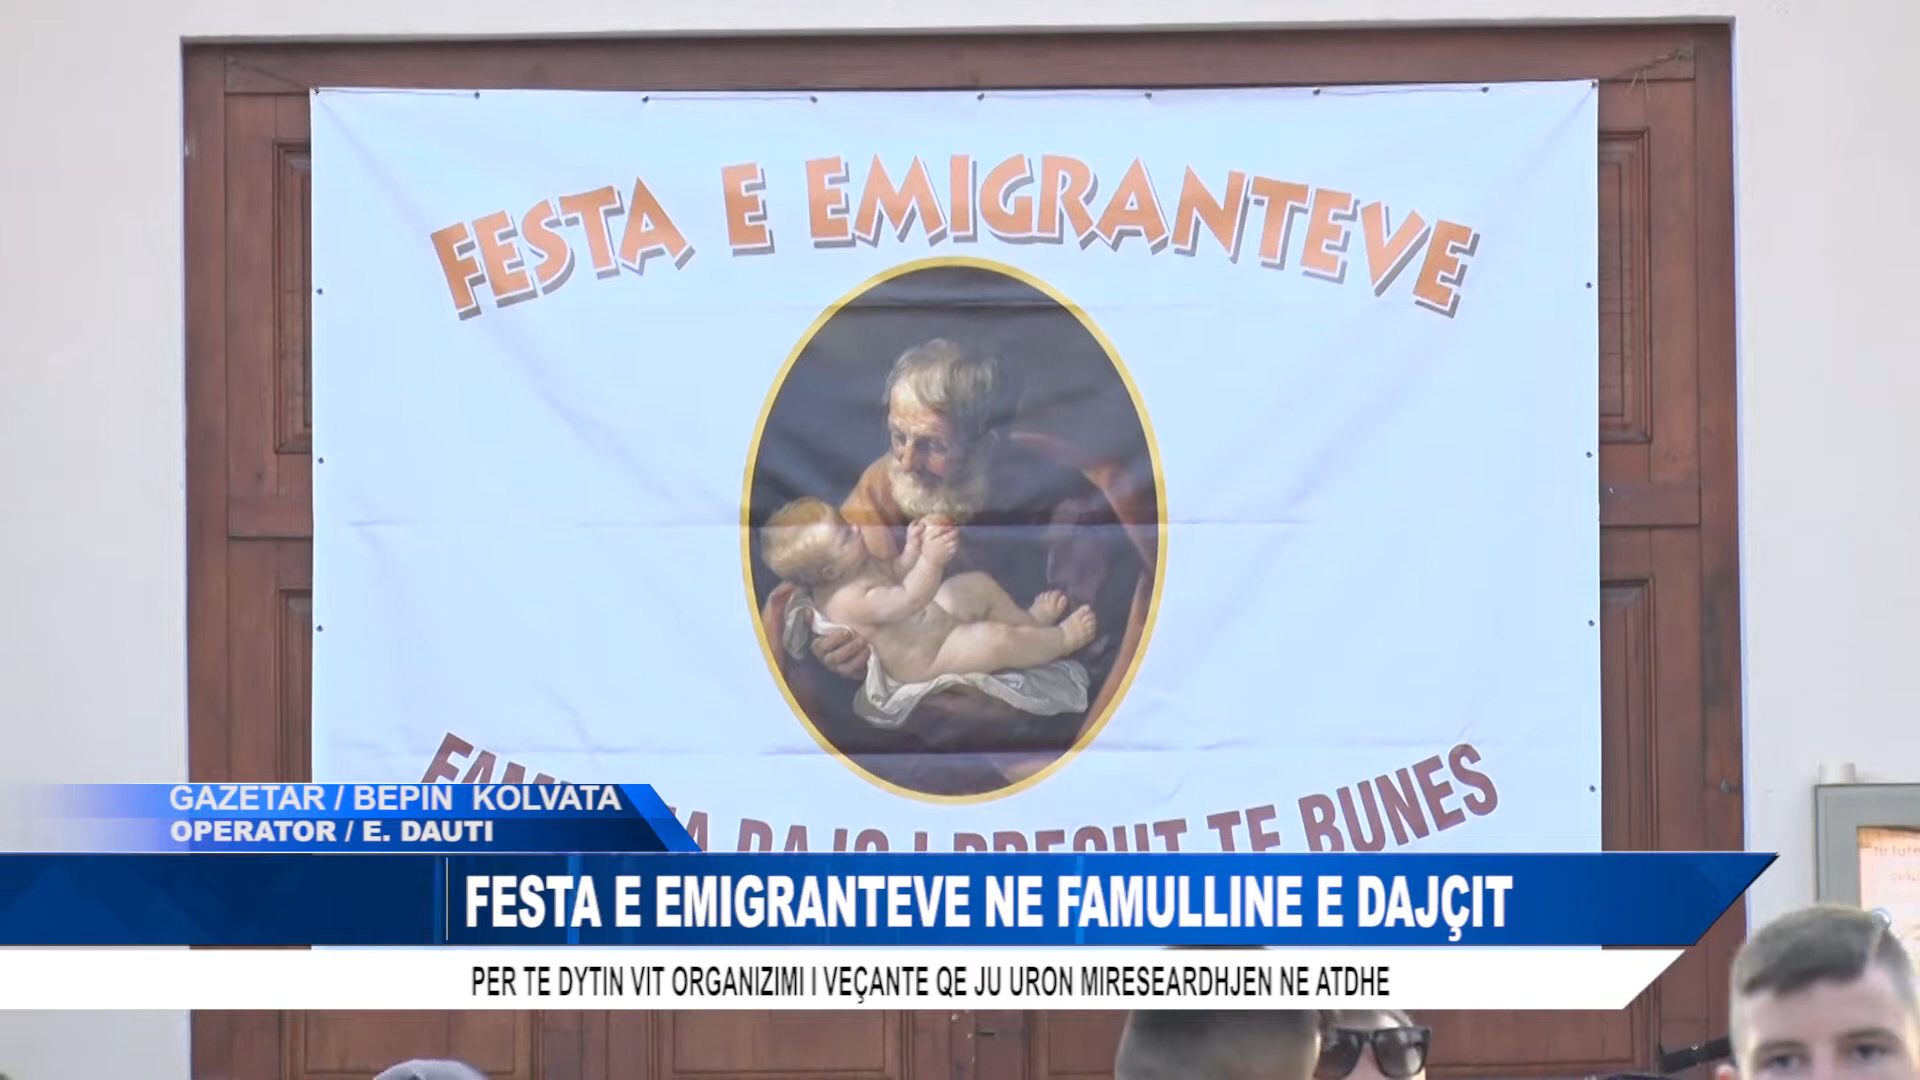 FESTA E EMIGRANTEVE
BUNES
GAZETAR / BEPIN KOLVATA
OPERATOR / E. DAUTI
FESTA E EMIGRANTEVE NE FAMULLINE E DAJÇIT
PER TE DYTIN VIT ORGANIZIMI I VEÇANTE QE JU URON MIRESEARDHJEN NE ATDHE